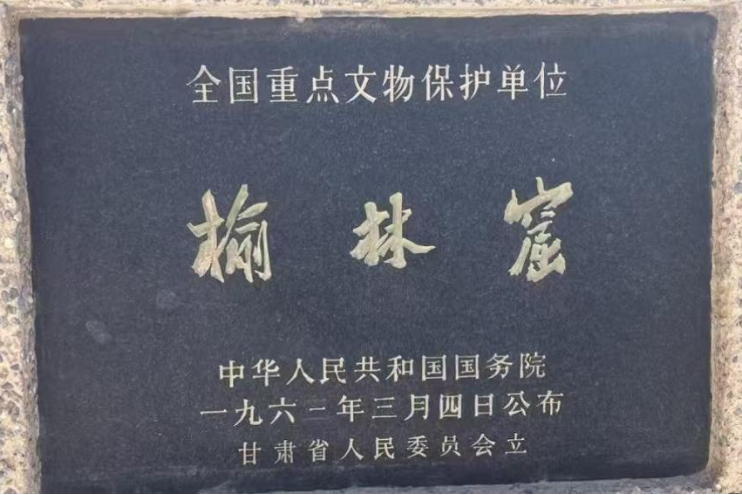 全国重点文物保护单位
榆林窟
中华人民共和国国务院
一九六一年三月四日公布
甘肃省人民委员会立